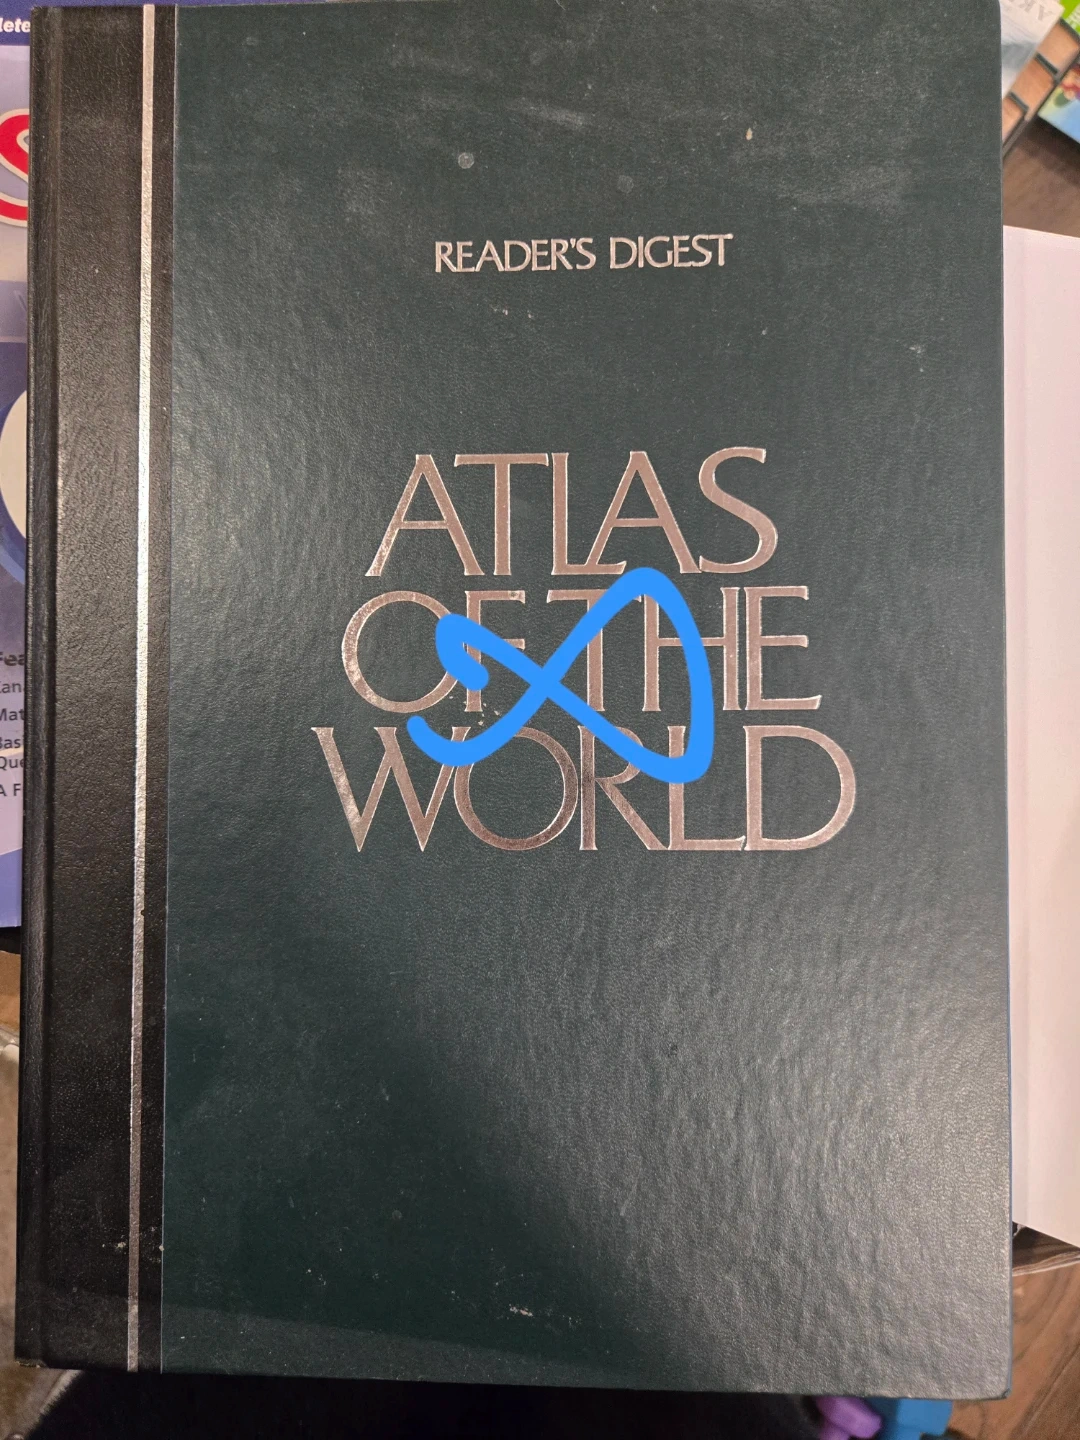 READER'S DIGEST
ATLAS
OF THE
WORLD